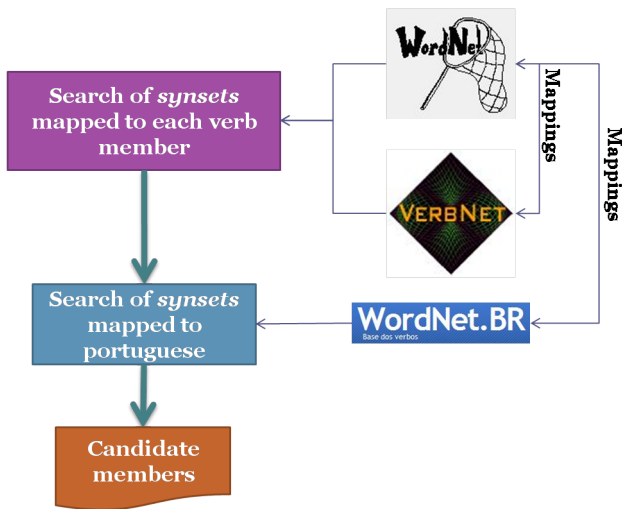 Search of synsets
mapped to each verb
member
WordNet
Mappings
Mappings
VERBNET
Search of synsets
mapped to
portuguese
WordNet.BR
Base dos verbos
Candidate
members